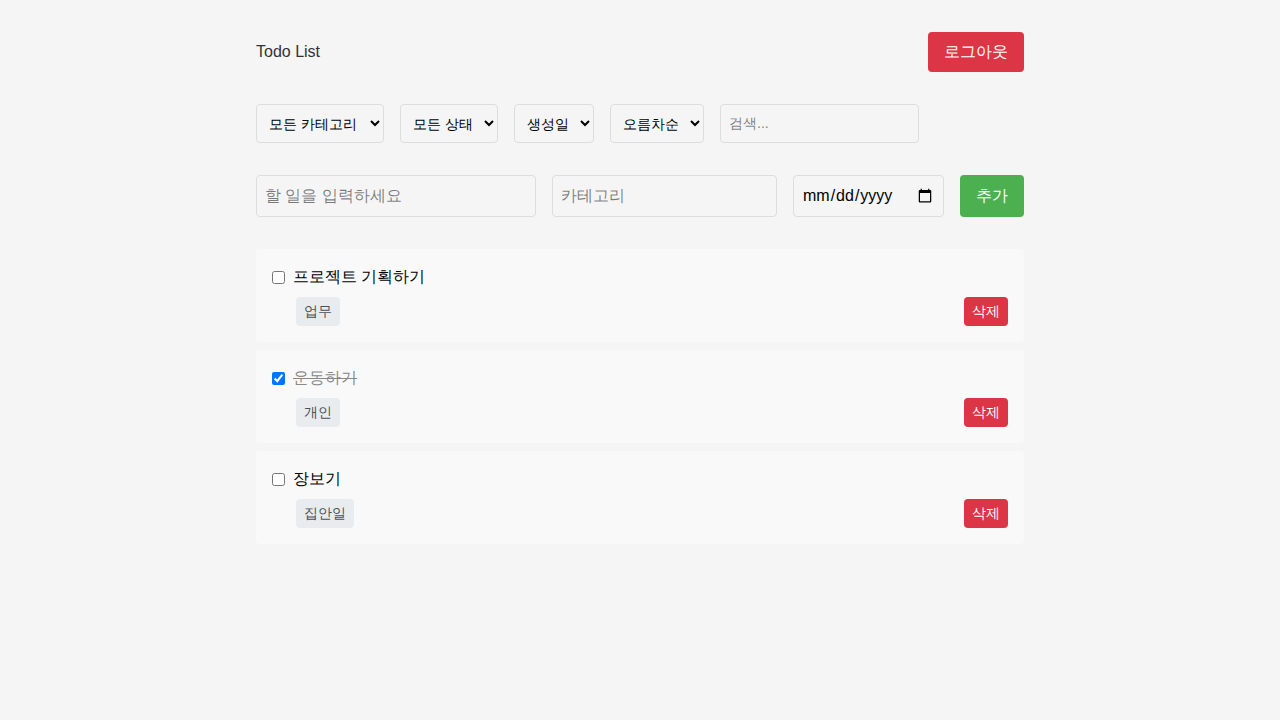 Todo List 로그아웃
모든 카테고리 모든 상태 생성일 오름차순 검색...
할 일을 입력하세요 카테고리 mm/dd/yyyy 추가
프로젝트 기획하기
업무 삭제
운동하기
개인 삭제
장보기
집안일 삭제